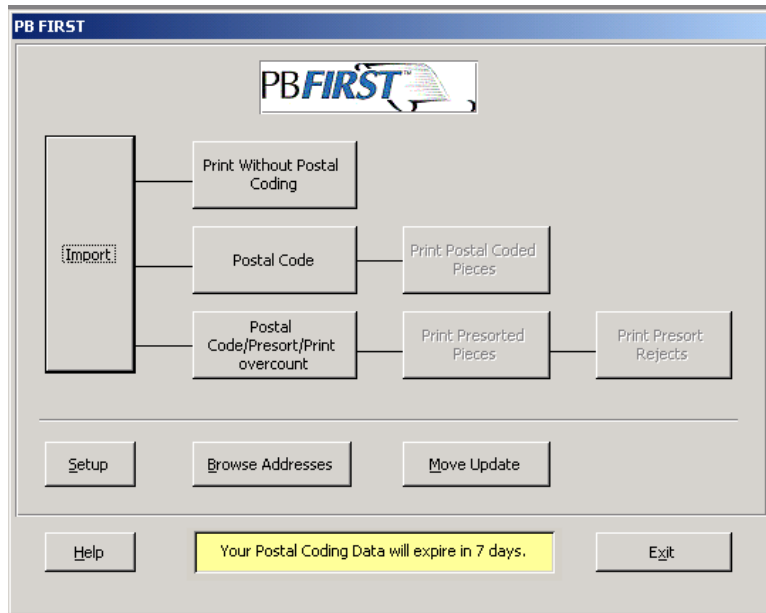 PB FIRST
PBFIRST™
Import
Print Without Postal
Coding
Postal Code
Print Postal Coded
Pieces
Postal
Code/Presort/Print
overcount
Print Presorted
Pieces
Print Presort
Rejects
Setup
Browse Addresses
Move Update
Help
Your Postal Coding Data will expire in 7 days.
Exit